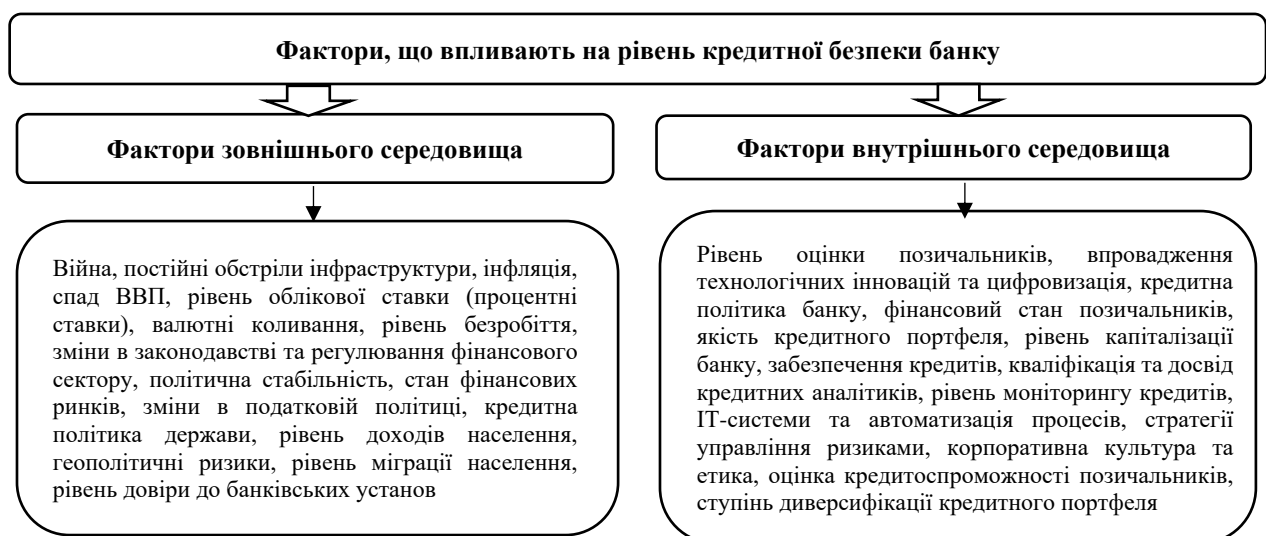 Фактори, що впливають на рівень кредитної безпеки банку
Фактори зовнішнього середовища
Війна, постійні обстріли інфраструктури, інфляція,
спад ВВП, рівень облікової ставки (процентні
ставки), валютні коливання, рівень безробіття,
зміни в законодавстві та регулювання фінансового
сектору, політична стабільність, стан фінансових
ринків, зміни в податковій політиці, кредитна
політика держави, рівень доходів населення,
геополітичні ризики, рівень міграції населення,
рівень довіри до банківських установ
Фактори внутрішнього середовища
Рівень оцінки позичальників, впровадження
технологічних інновацій та цифровизація, кредитна
політика банку, фінансовий стан позичальників,
якість кредитного портфеля, рівень капіталізації
банку, забезпечення кредитів, кваліфікація та досвід
кредитних аналітиків, рівень моніторингу кредитів,
ІТ-системи та автоматизація процесів, стратегії
управління ризиками, корпоративна культура та
етика, оцінка кредитоспроможності позичальників,
ступінь диверсифікації кредитного портфеля